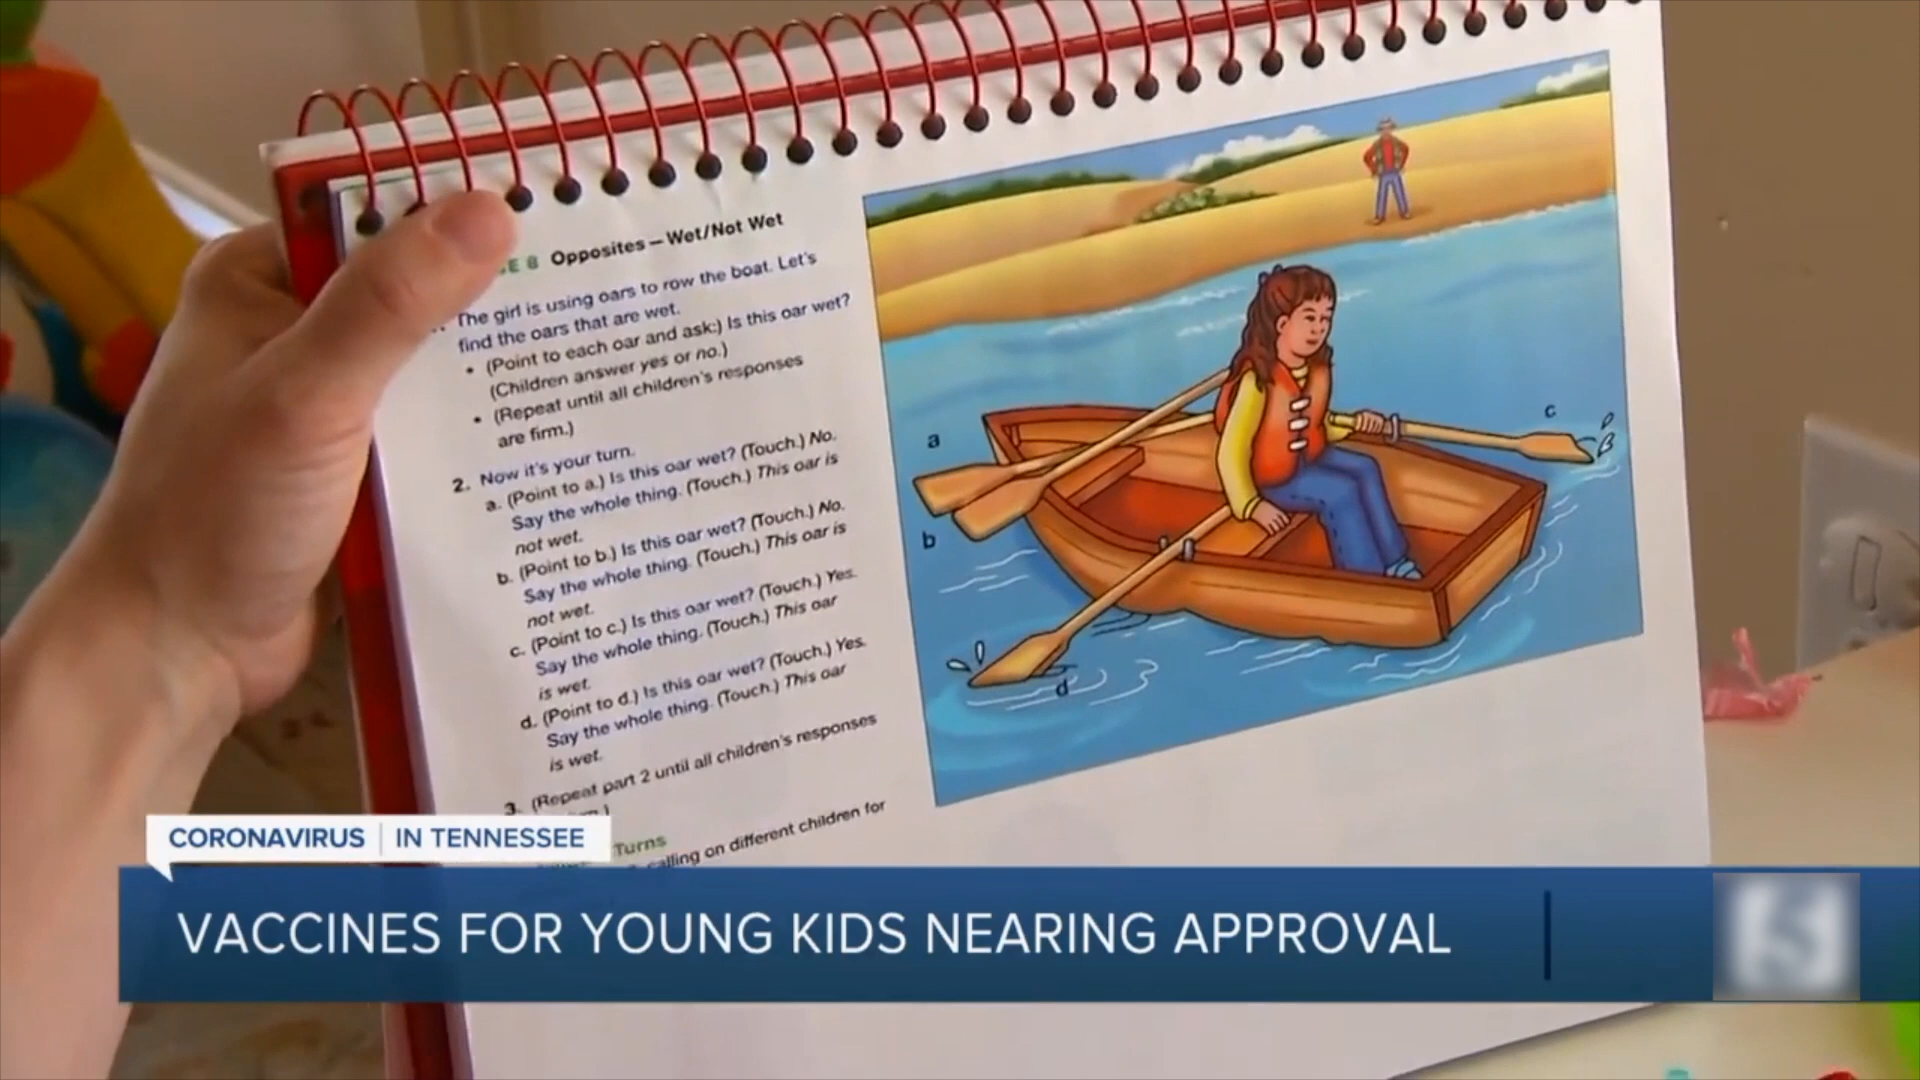 E 8 Opposites – Wet/Not Wet
The girl is using oars to row the boat. Let's
find the oars that are wet.
• (Point to each oar and ask:) Is this oar wet?
(Children answer yes or no.)
• (Repeat until all children's responses
are firm.)
2. Now it's your turn.
a. (Point to a.) Is this oar wet? (Touch.) No.
Say the whole thing. (Touch.) This oar is
not wet.
b. (Point to b.) Is this oar wet? (Touch.) No.
Say the whole thing. (Touch.) This oar is
not wet.
c. (Point to c.) Is this oar wet? (Touch.) Yes.
Say the whole thing. (Touch.) This oar
is wet.
d. (Point to d.) Is this oar wet? (Touch.) Yes.
Say the whole thing. (Touch.) This oar
is wet.
3. (Repeat part 2 until all children's responses
Turns
calling on different children for
a
b
c
d
CORONAVIRUS | IN TENNESSEE
VACCINES FOR YOUNG KIDS NEARING APPROVAL